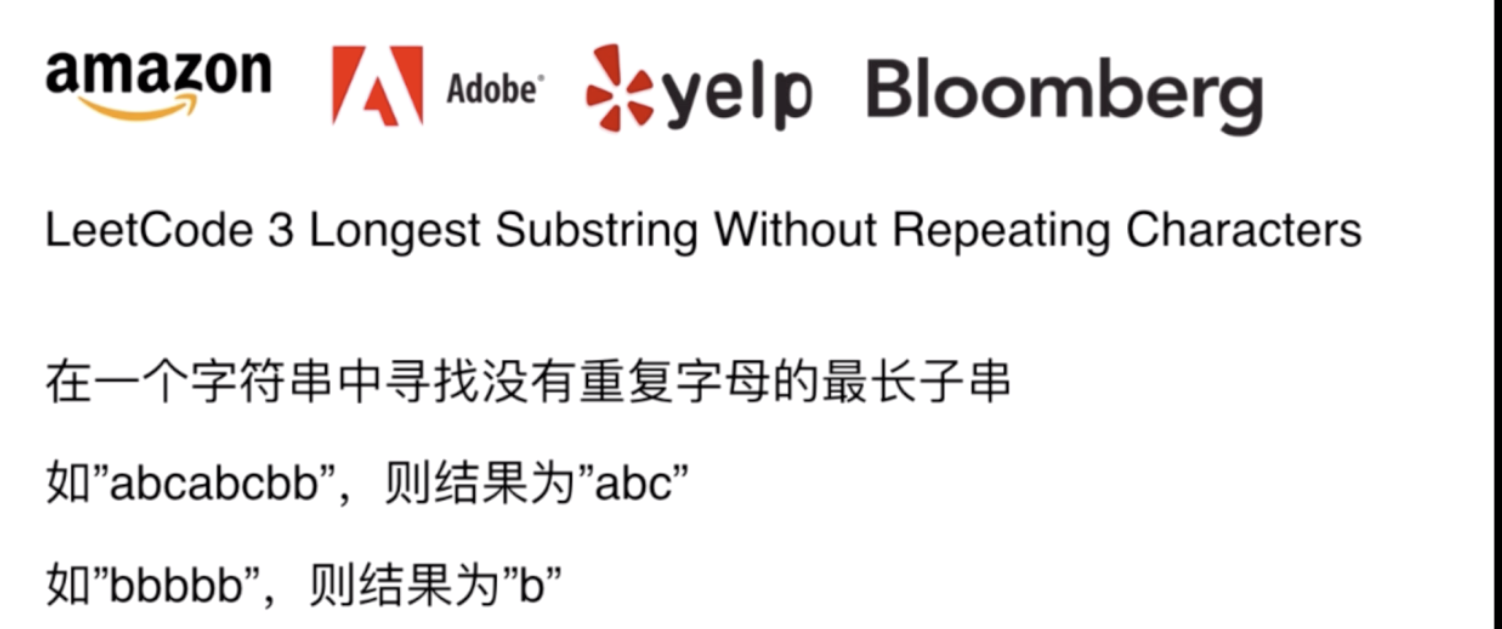 amazon Adobe® yelp Bloomberg
LeetCode 3 Longest Substring Without Repeating Characters
在一个字符串中寻找没有重复字母的最长子串
如”abcabcbb”，则结果为”abc”
如”bbbbb”，则结果为”b”